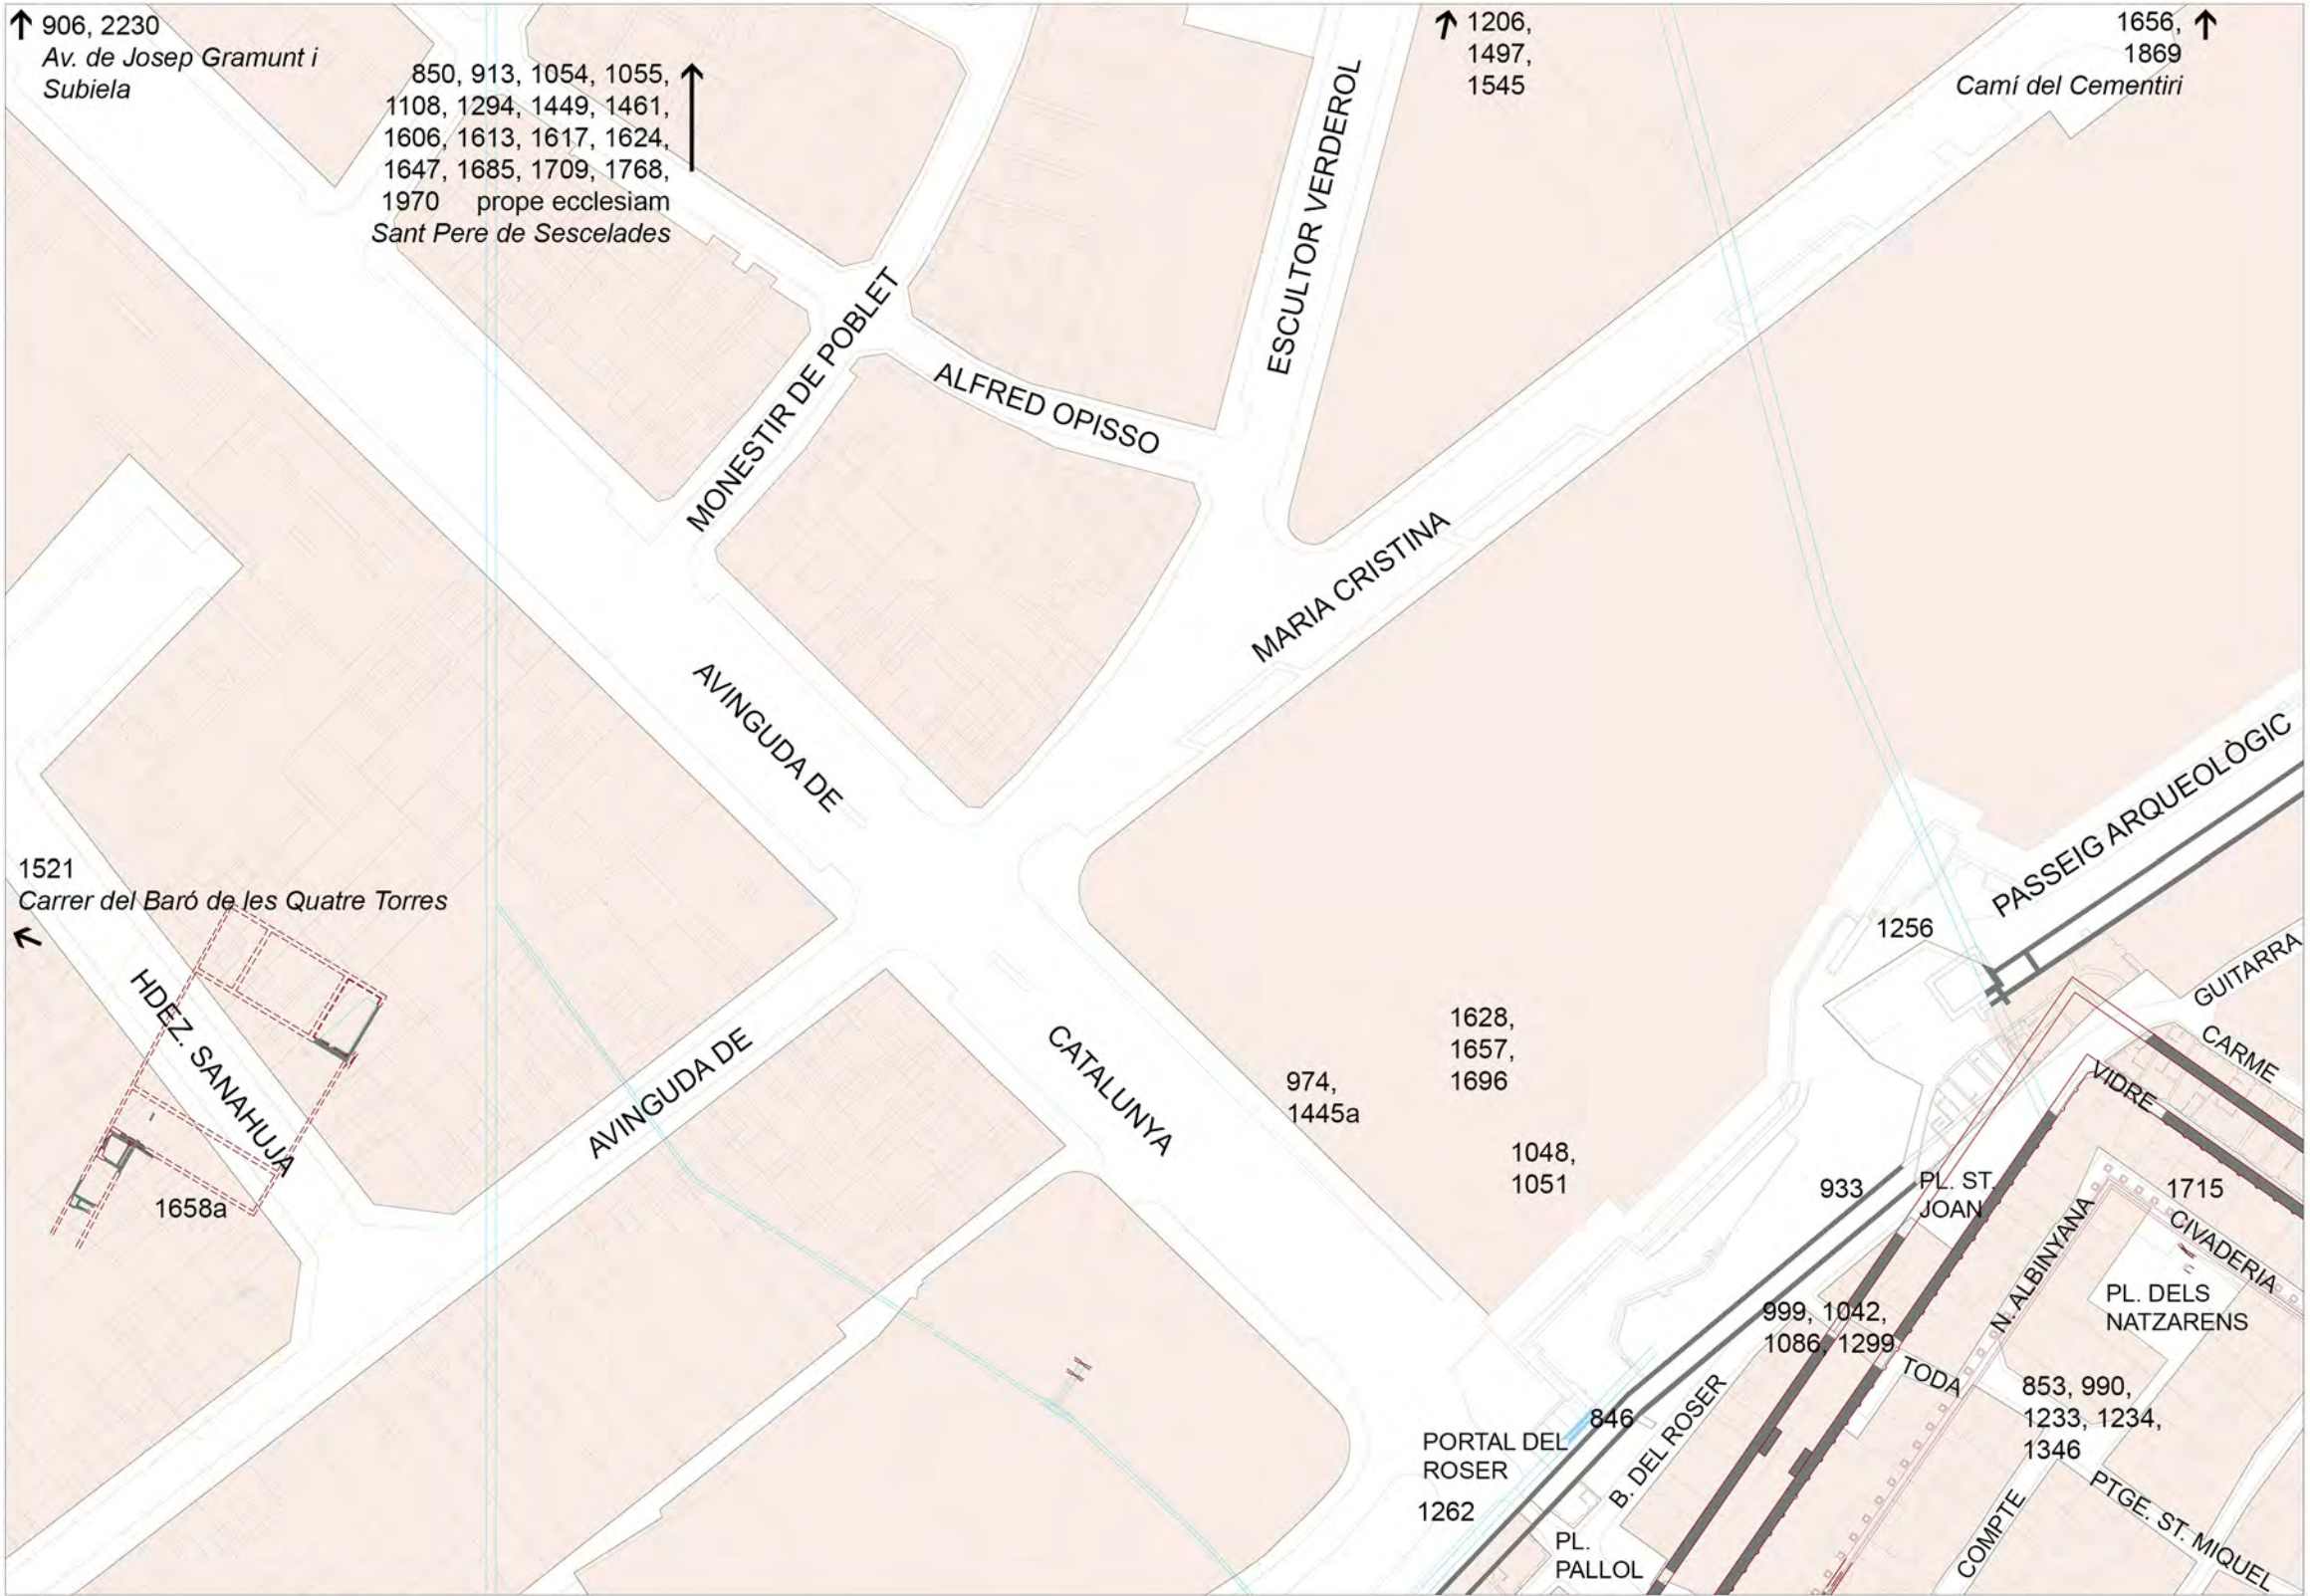 906, 2230
Av. de Josep Gramunt i
Subiela
850, 913, 1054, 1055,
1108, 1294, 1449, 1461,
1606, 1613, 1617, 1624,
1647, 1685, 1709, 1768,
1970 prope ecclesiam
Sant Pere de Sescelades
1206,
1497,
1545
1656,
1869
Camí del Cementiri
ESCULTOR VERDEROL
MONESTIR DE POBLET
ALFRED OPISSO
MARIA CRISTINA
AVINGUDA DE
PASSEIG ARQUEOLÒGIC
1521
Carrer del Baró de les Quatre Torres
1256
GUITARRA
HDEZ. SANAHUJA
AVINGUDA DE
CATALUNYA
1628,
1657,
1696
974,
1445a
CARME
VIDRE
1048,
1051
933
PL. ST.
JOAN
1715
1658a
N. ALBINYANA
CIVADERIA
PL. DELS
NATZARENS
999, 1042,
1086, 1299
TODA
853, 990,
1233, 1234,
1346
846
PORTAL DEL
ROSER
B. DEL ROSER
1262
PL.
PALLOL
COMPTE
PTGE. ST. MIQUEL